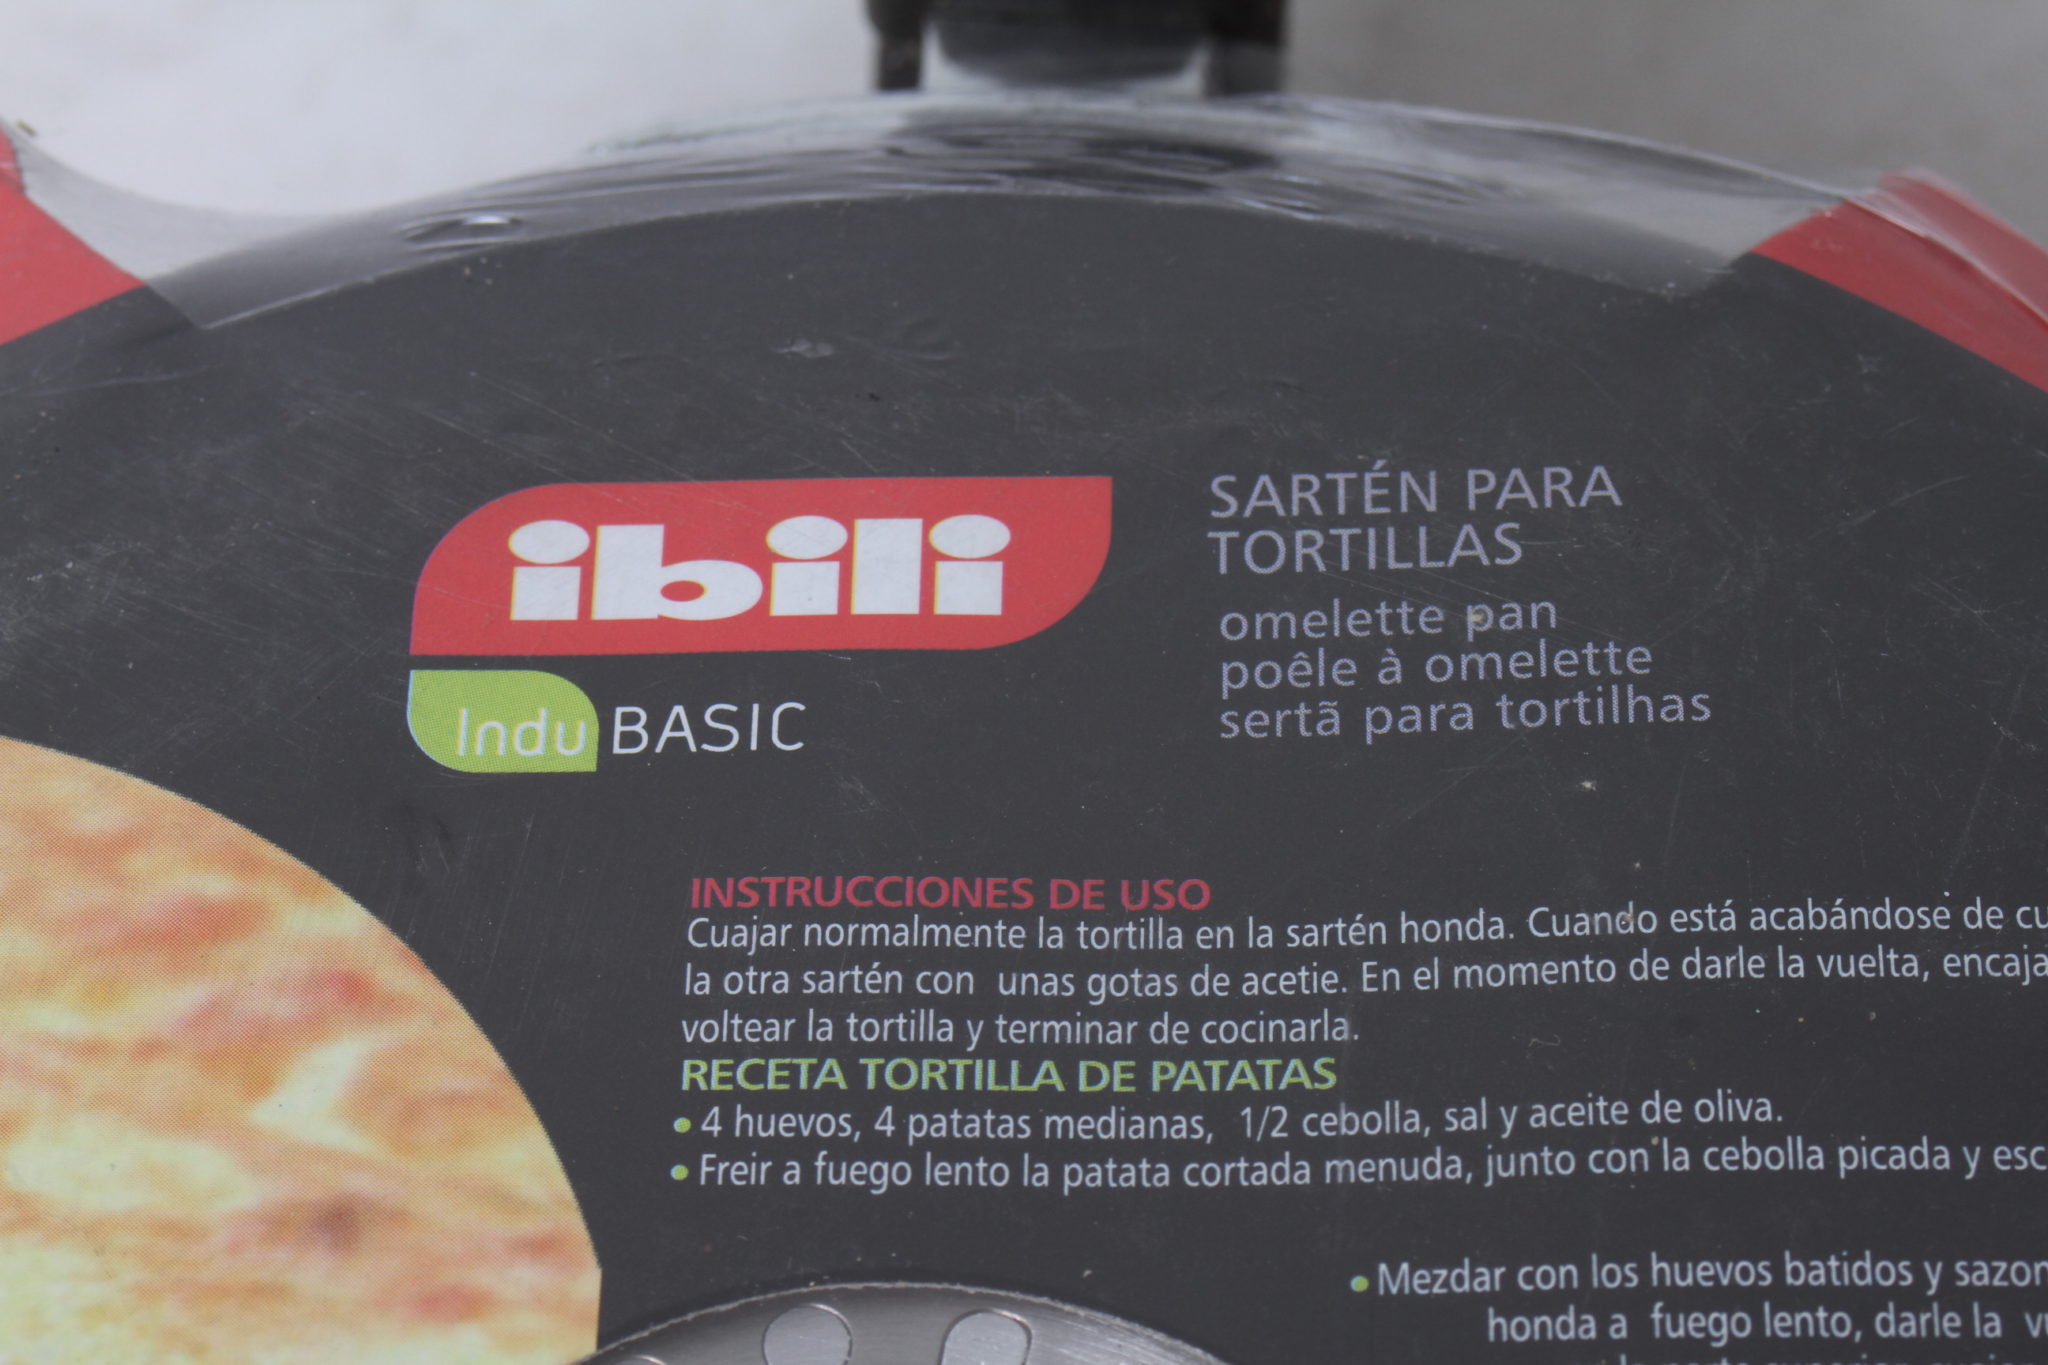 ibili
Indu BASIC
SARTÉN PARA
TORTILLAS
omelette pan
poêle à omelette
sertã para tortilhas
INSTRUCCIONES DE USO
Cuajar normalmente la tortilla en la sartén honda. Cuando está acabándose de cu
la otra sartén con unas gotas de acetie. En el momento de darle la vuelta, encaja
voltear la tortilla y terminar de cocinarla.
RECETA TORTILLA DE PATATAS
• 4 huevos, 4 patatas medianas, 1/2 cebolla, sal y aceite de oliva.
• Freir a fuego lento la patata cortada menuda, junto con la cebolla picada y esc
• Mezdar con los huevos batidos y sazon
honda a fuego lento, darle la